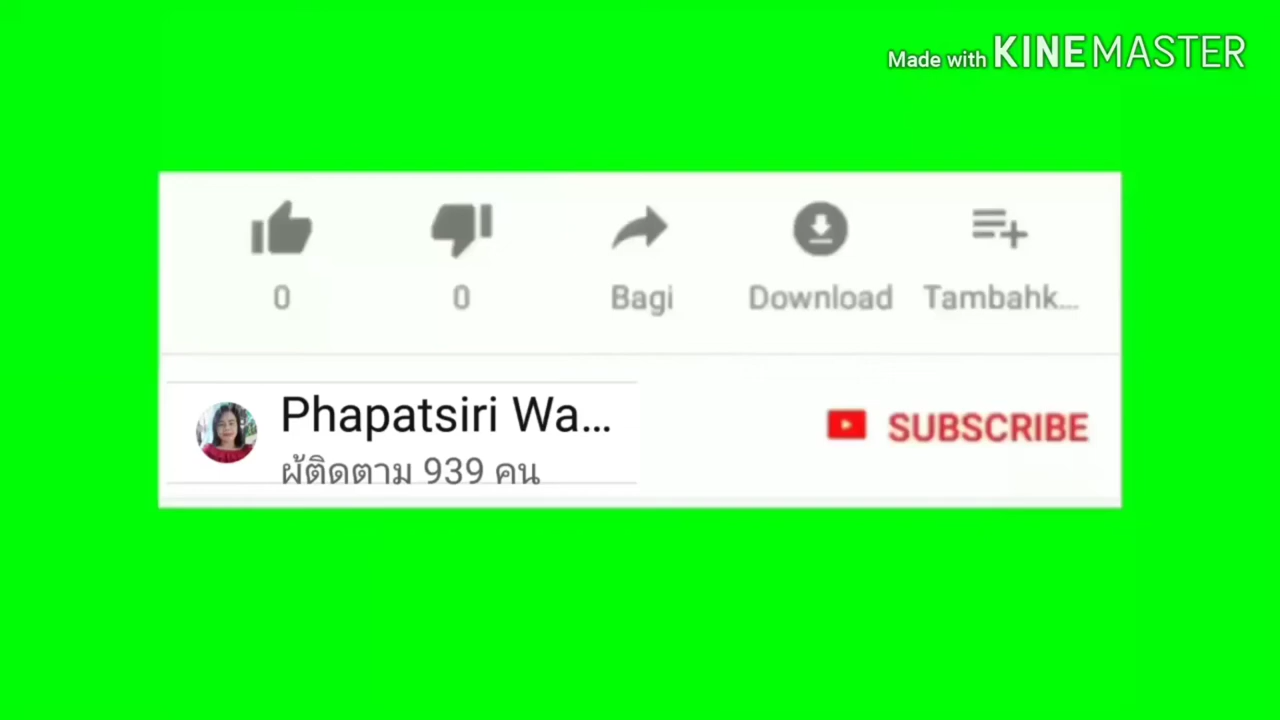 Made with KINEMASTER
0 0 Bagi Download Tambahk...
Phapatsiri Wa...
ผู้ติดตาม 939 คน
SUBSCRIBE